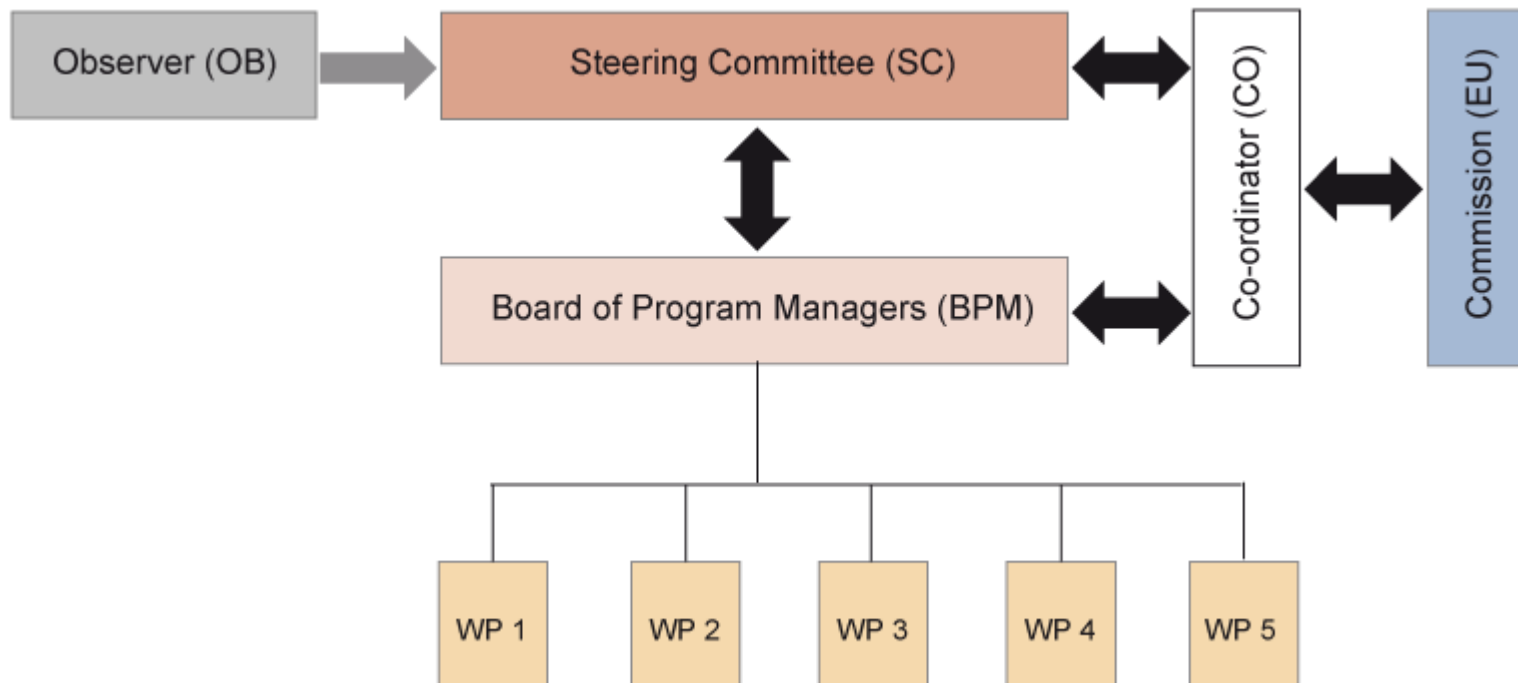 Observer (OB)
Steering Committee (SC)
Co-ordinator (CO)
Commission (EU)
Board of Program Managers (BPM)
WP 1
WP 2
WP 3
WP 4
WP 5